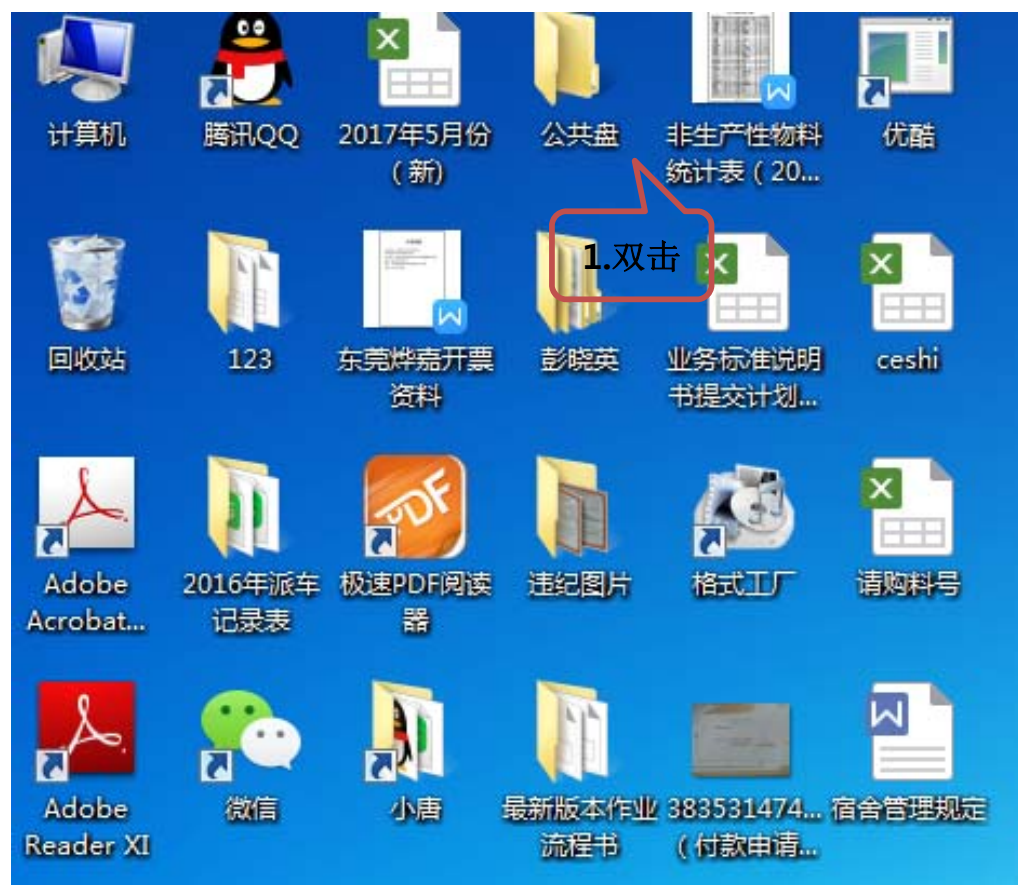 计算机
腾讯QQ
2017年5月份
（新)
公共盘
非生产性物料
统计表（20...
优酷
1.双击
回收站
123
东莞烨嘉开票
资料
彭晓英
业务标准说明
书提交计划...
ceshi
Adobe
Acrobat...
2016年派车
记录表
PDF
极速PDF阅读
器
违纪图片
格式工厂
请购料号
Adobe
Reader XI
微信
小唐
最新版本作业
流程书
383531474...
（付款申请...
宿舍管理规定